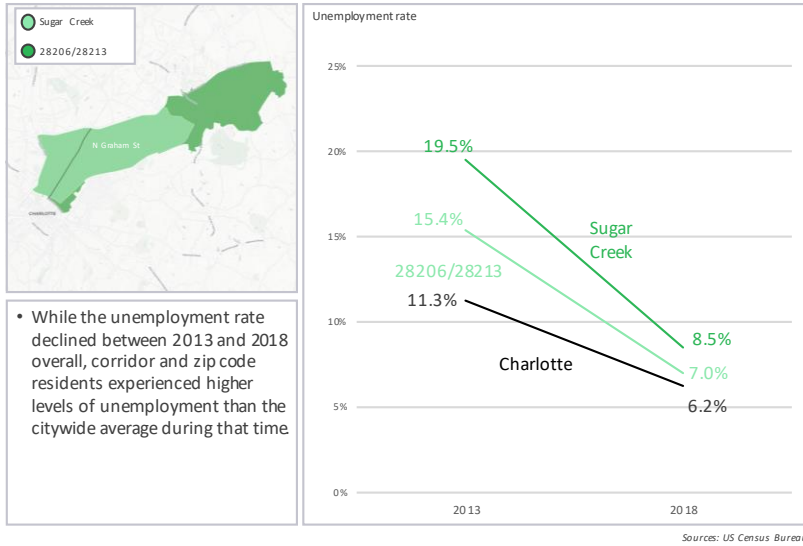 Sugar Creek
28206/28213
N Graham St
CHARLOTTE
• While the unemployment rate
declined between 2013 and 2018
overall, corridor and zip code
residents experienced higher
levels of unemployment than the
citywide average during that time.
Unemployment rate
25%
20%
15%
10%
5%
0%
19.5%
15.4%
Sugar
Creek
28206/28213
11.3%
8.5%
Charlotte
7.0%
6.2%
2013
2018
Sources: US Census Bureau